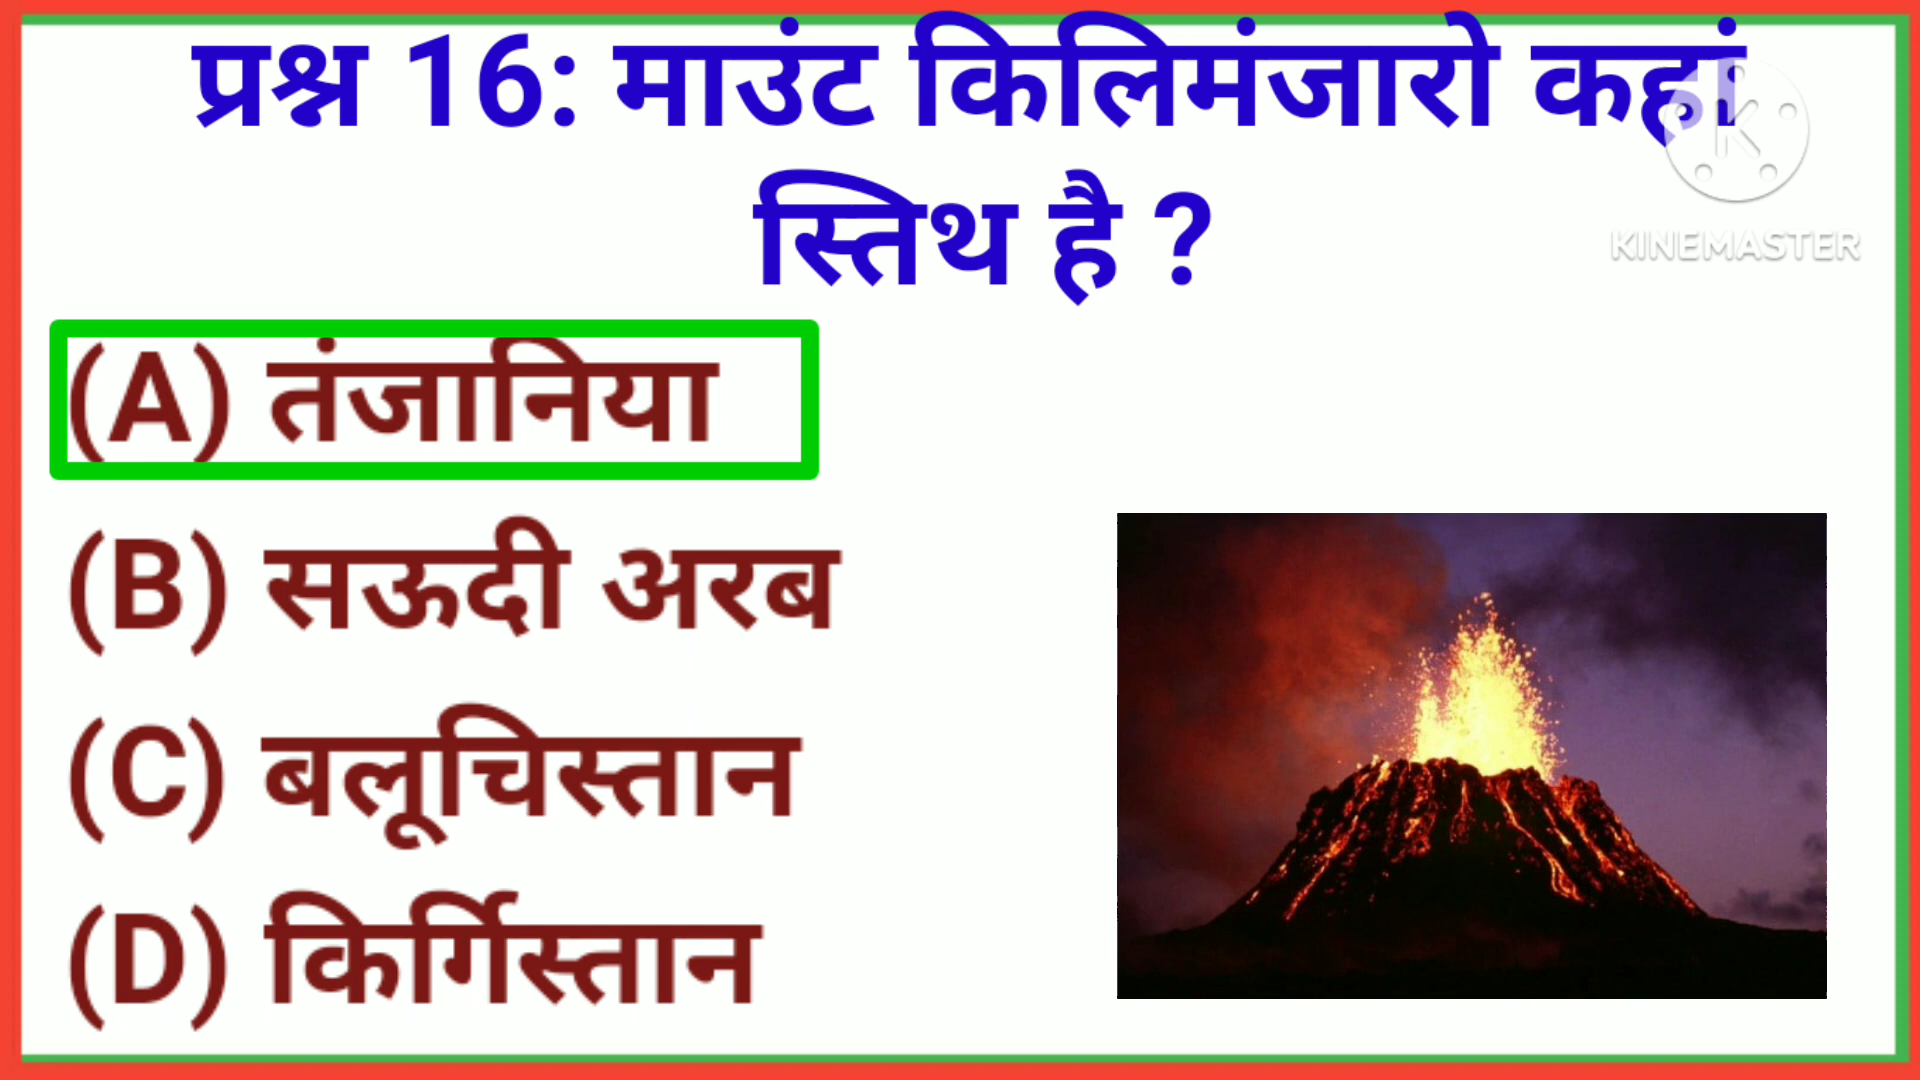 प्रश्न 16: माउंट किलिमंजारो कहां
स्तिथ है ?
KINEMASTER
(A) तंजानिया
(B) सऊदी अरब
(C) बलूचिस्तान
(D) किर्गिस्तान